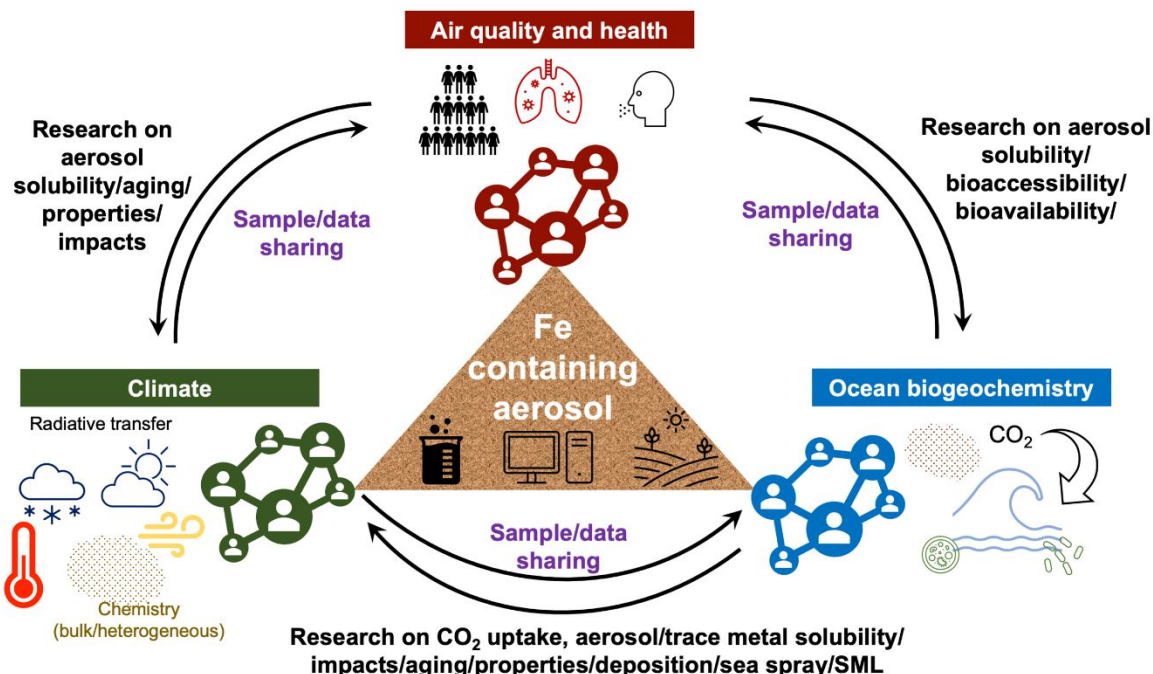 Air quality and health
Research on
aerosol
solubility/aging/
properties/
impacts
Sample/data
sharing
Sample/data
sharing
Research on aerosol
solubility/
bioaccessibility/
bioavailability/
Fe
containing
aerosol
Climate
Radiative transfer
Chemistry
(bulk/heterogeneous)
Ocean biogeochemistry
CO₂
Sample/data
sharing
Research on CO₂ uptake, aerosol/trace metal solubility/
impacts/aging/properties/deposition/sea spray/SML